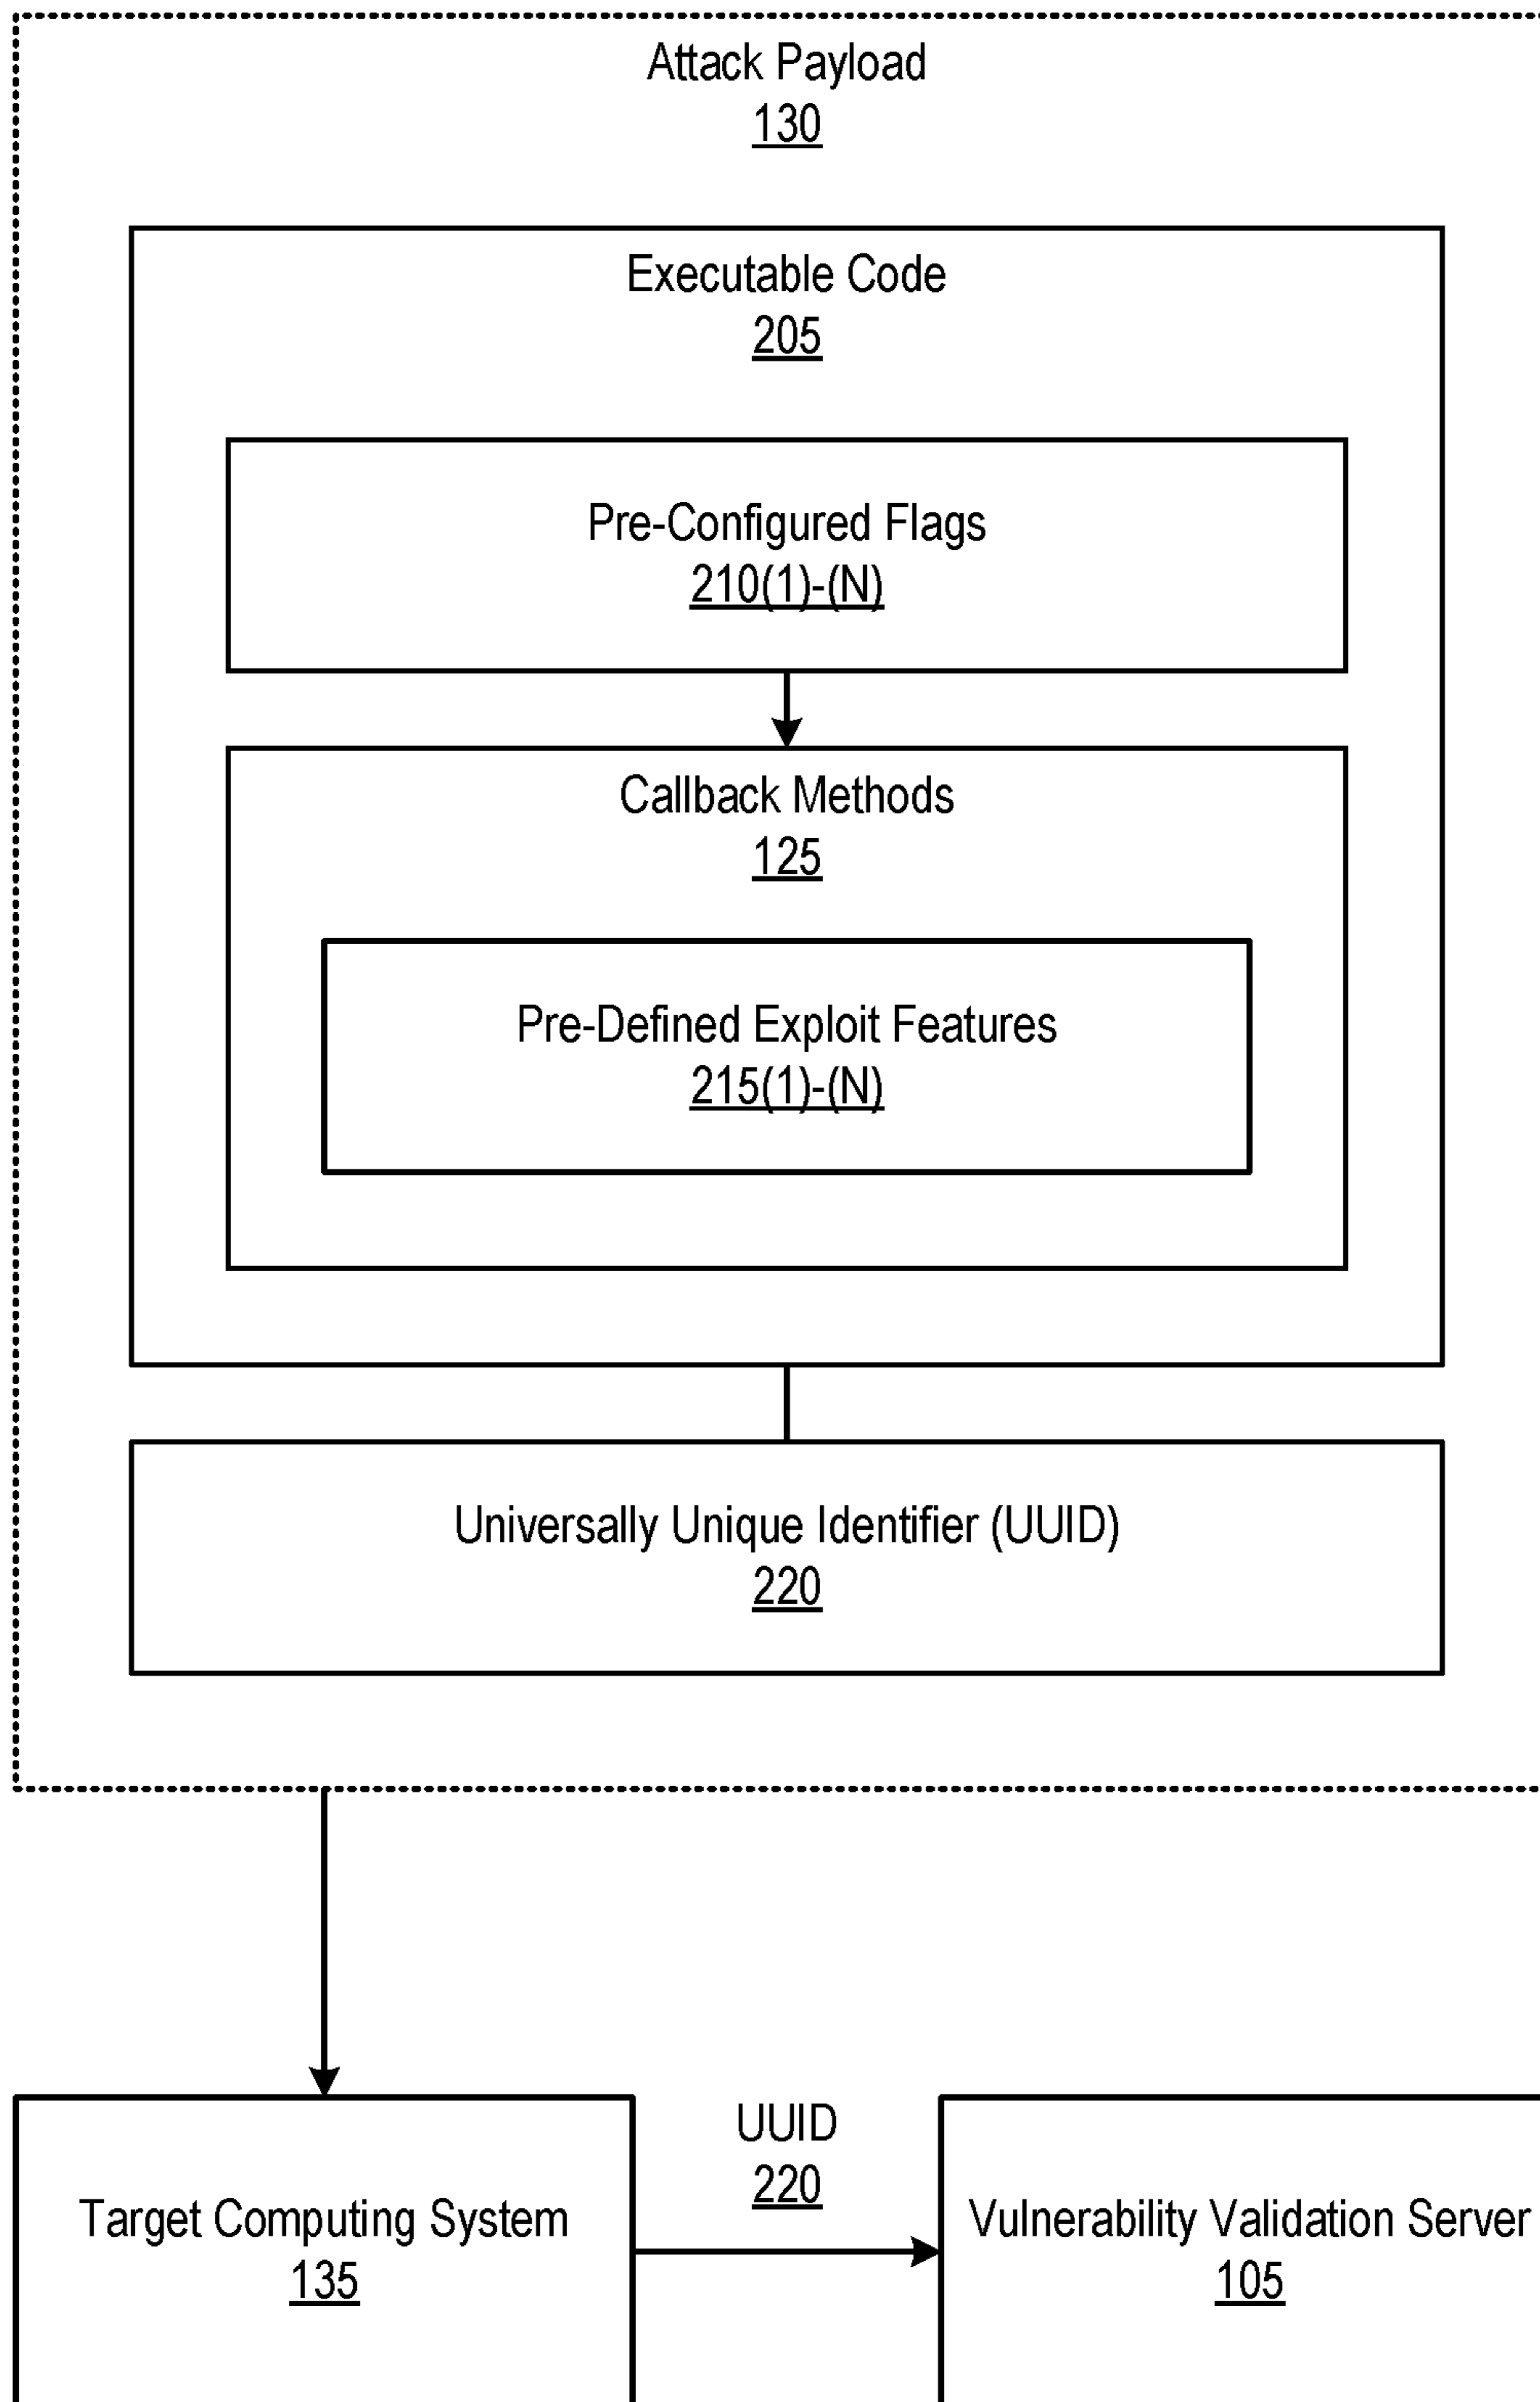 Attack Payload
130
Executable Code
205
Pre-Configured Flags
210(1)-(N)
Callback Methods
125
Pre-Defined Exploit Features
215(1)-(N)
Universally Unique Identifier (UUID)
220
UUID
220
Target Computing System
135
Vulnerability Validation Server
105